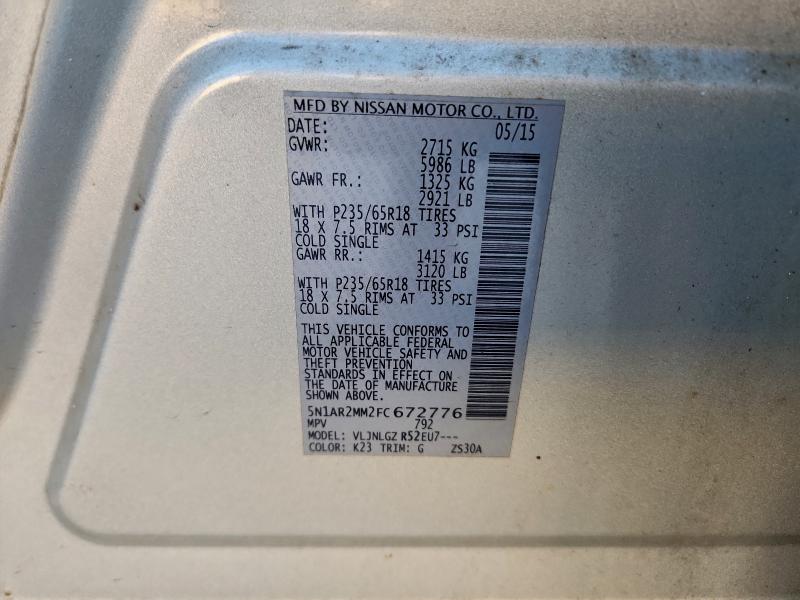 MFD BY NISSAN MOTOR CO., LTD.
DATE: 05/15
GVWR: 2715 KG
5986 LB
GAWR FR.: 1325 KG
2921 LB
WITH P235/65R18 TIRES
18 X 7.5 RIMS AT 33 PSI
COLD SINGLE
GAWR RR.: 1415 KG
3120 LB
WITH P235/65R18 TIRES
18 X 7.5 RIMS AT 33 PSI
COLD SINGLE
THIS VEHICLE CONFORMS TO
ALL APPLICABLE FEDERAL
MOTOR VEHICLE SAFETY AND
THEFT PREVENTION
STANDARDS IN EFFECT ON
THE DATE OF MANUFACTURE
SHOWN ABOVE.
5N1AR2MM2FC672776
MPV 792
MODEL: VLJNLGZ R52EU7---
COLOR: K23 TRIM: G ZS30A